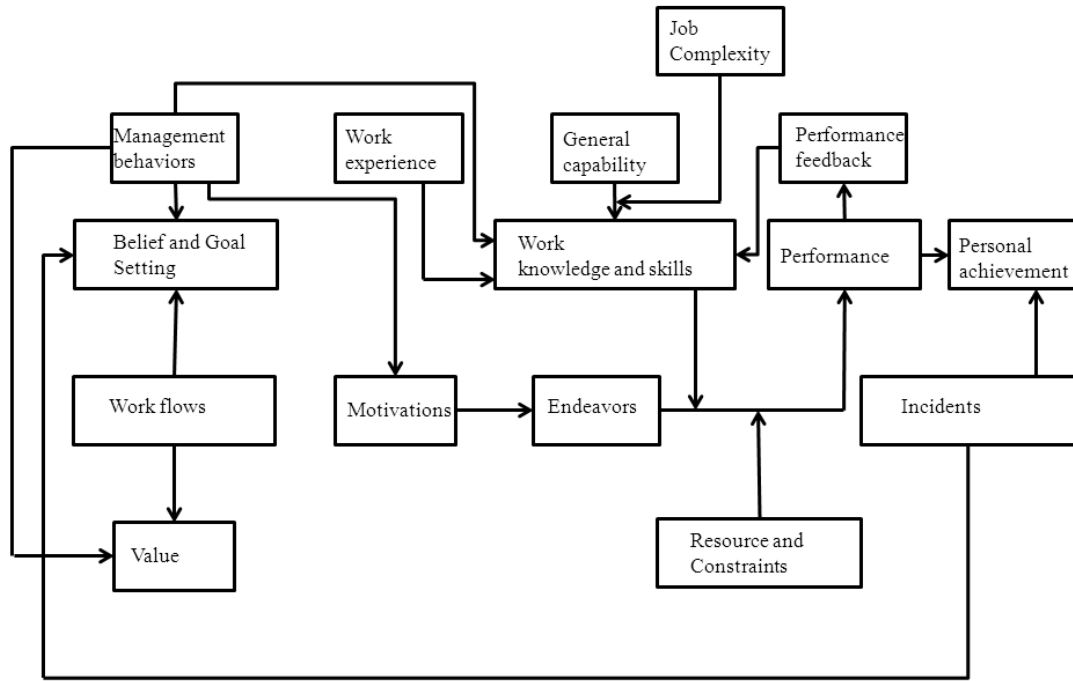 Job
Complexity
Management
behaviors
Work
experience
General
capability
Performance
feedback
Belief and Goal
Setting
Work
knowledge and skills
Performance
Personal
achievement
Work flows
Motivations
Endeavors
Incidents
Value
Resource and
Constraints